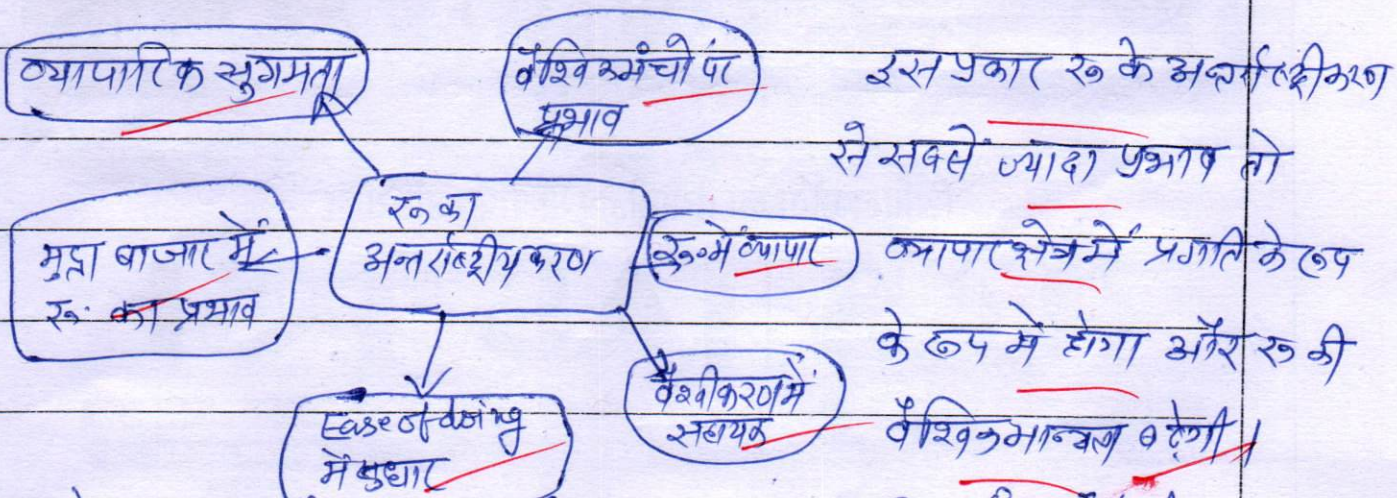 व्यापारिक सुगमता
वैश्विक मंचो पर
प्रभाव
मुद्रा बाजार में
रू. का प्रभाव
रू का
अन्तर्राष्ट्रीयकरण
रू में व्यापार
Ease of doing
में सुधार
वैश्वीकरण में
सहायक
इस प्रकार रू के अन्तर्राष्ट्रीकरण
से सबसे ज्यादा प्रभाव तो
व्यापार क्षेत्र में प्रगति के रूप
के रूप में होगा और रू की
वैश्विक मान्यता बढ़ेगी।